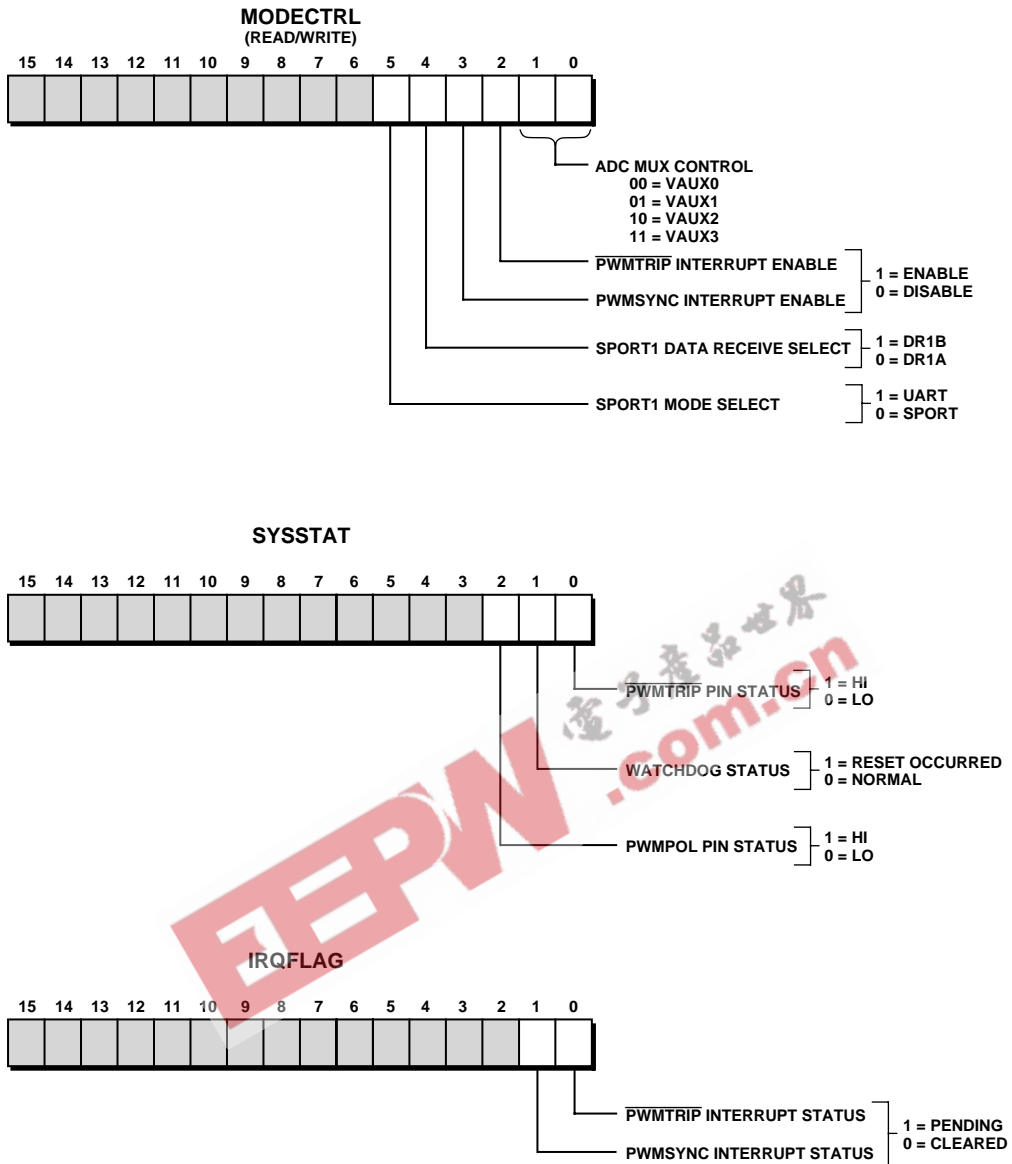 MODECTRL
(READ/WRITE)
15 14 13 12 11 10 9 8 7 6 5 4 3 2 1 0
ADC MUX CONTROL
00 = VAUX0
01 = VAUX1
10 = VAUX2
11 = VAUX3
PWMTRIP INTERRUPT ENABLE
PWMSYNC INTERRUPT ENABLE
1 = ENABLE
0 = DISABLE
SPORT1 DATA RECEIVE SELECT
1 = DR1B
0 = DR1A
SPORT1 MODE SELECT
1 = UART
0 = SPORT
SYSSTAT
15 14 13 12 11 10 9 8 7 6 5 4 3 2 1 0
PWMTRIP PIN STATUS
1 = HI
0 = LO
WATCHDOG STATUS
1 = RESET OCCURRED
0 = NORMAL
PWMPOL PIN STATUS
1 = HI
0 = LO
EEPW
電子產品世界
.com.cn
IRQFLAG
15 14 13 12 11 10 9 8 7 6 5 4 3 2 1 0
PWMTRIP INTERRUPT STATUS
PWMSYNC INTERRUPT STATUS
1 = PENDING
0 = CLEARED